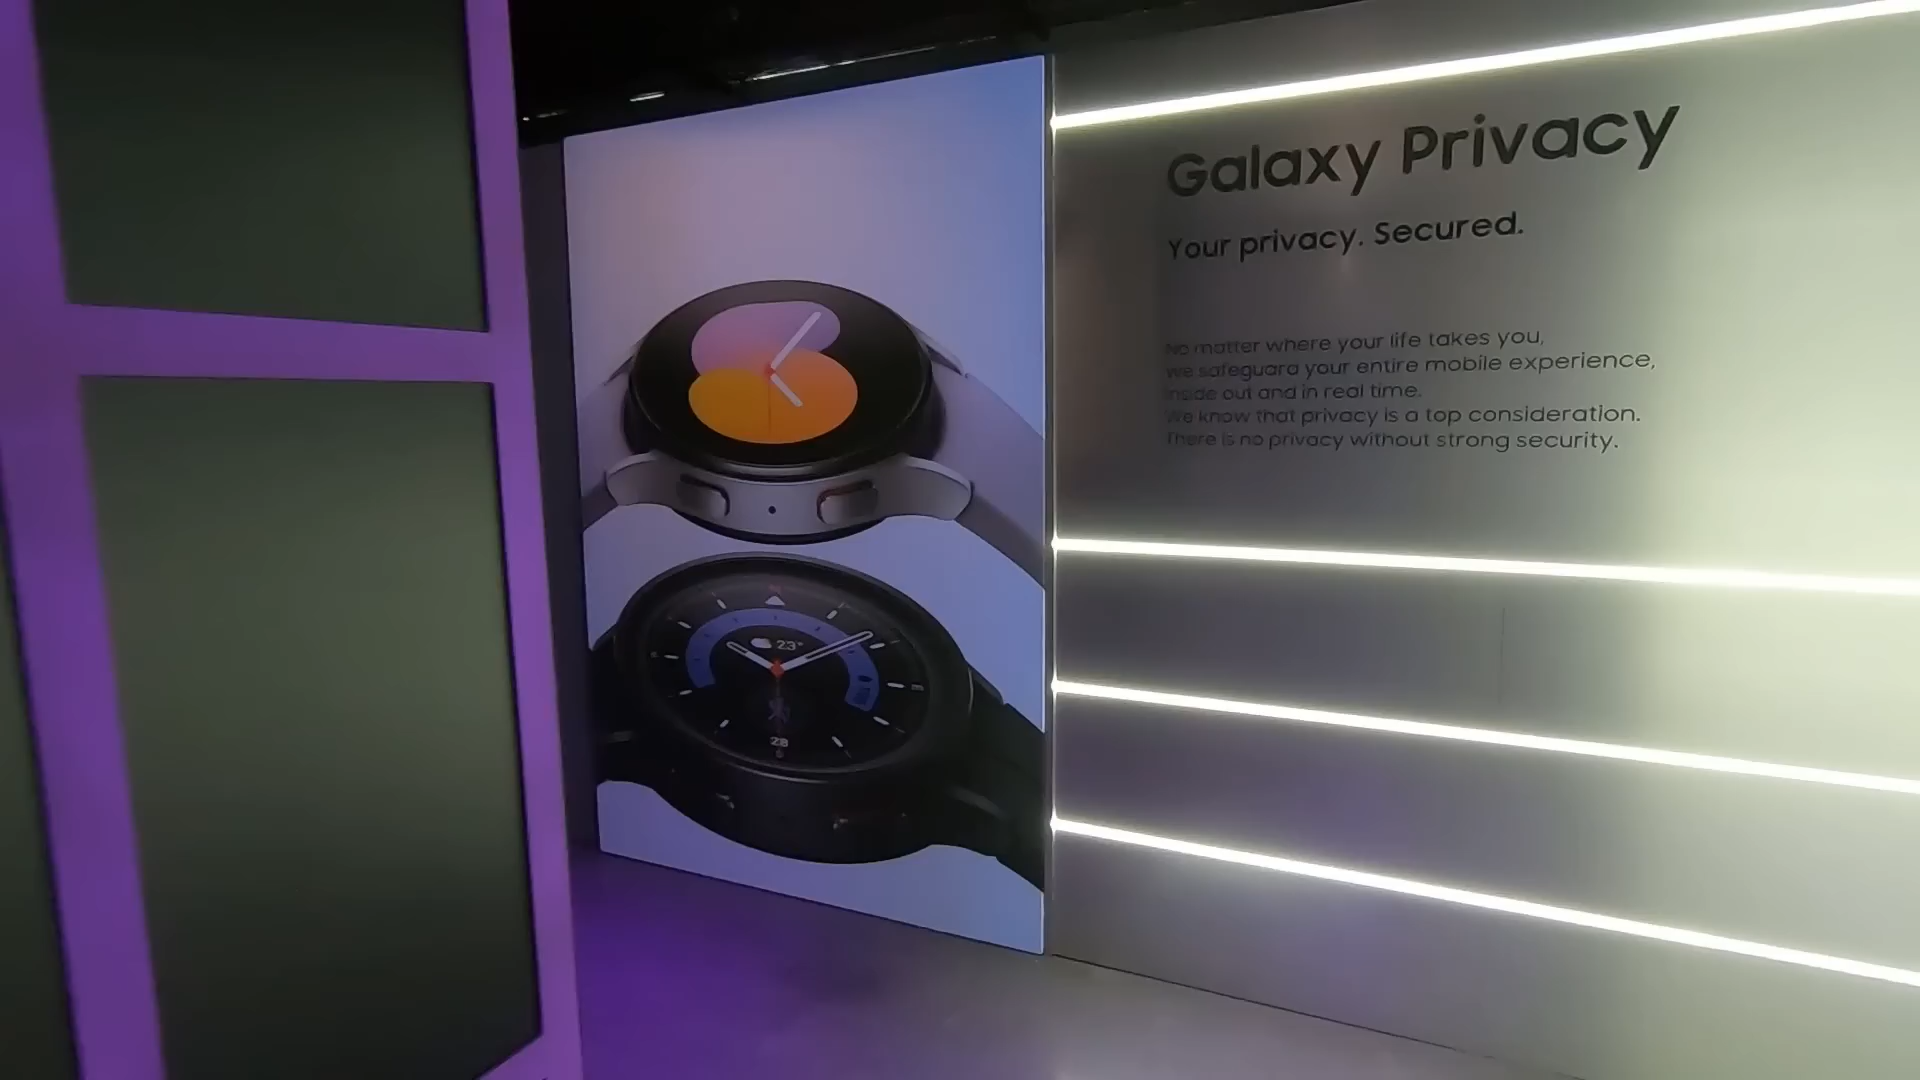 Galaxy Privacy
Your privacy. Secured.
No matter where your life takes you,
we safeguard your entire mobile experience,
inside out and in real time.
We know that privacy is a top consideration.
There is no privacy without strong security.
23°
28